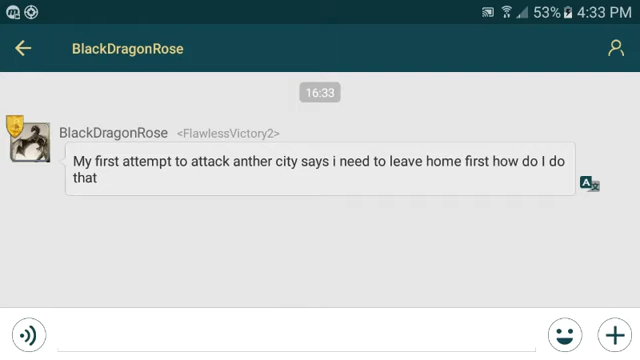 53% 4:33 PM
BlackDragonRose
16:33
BlackDragonRose <FlawlessVictory2>
My first attempt to attack anther city says i need to leave home first how do I do
that
A